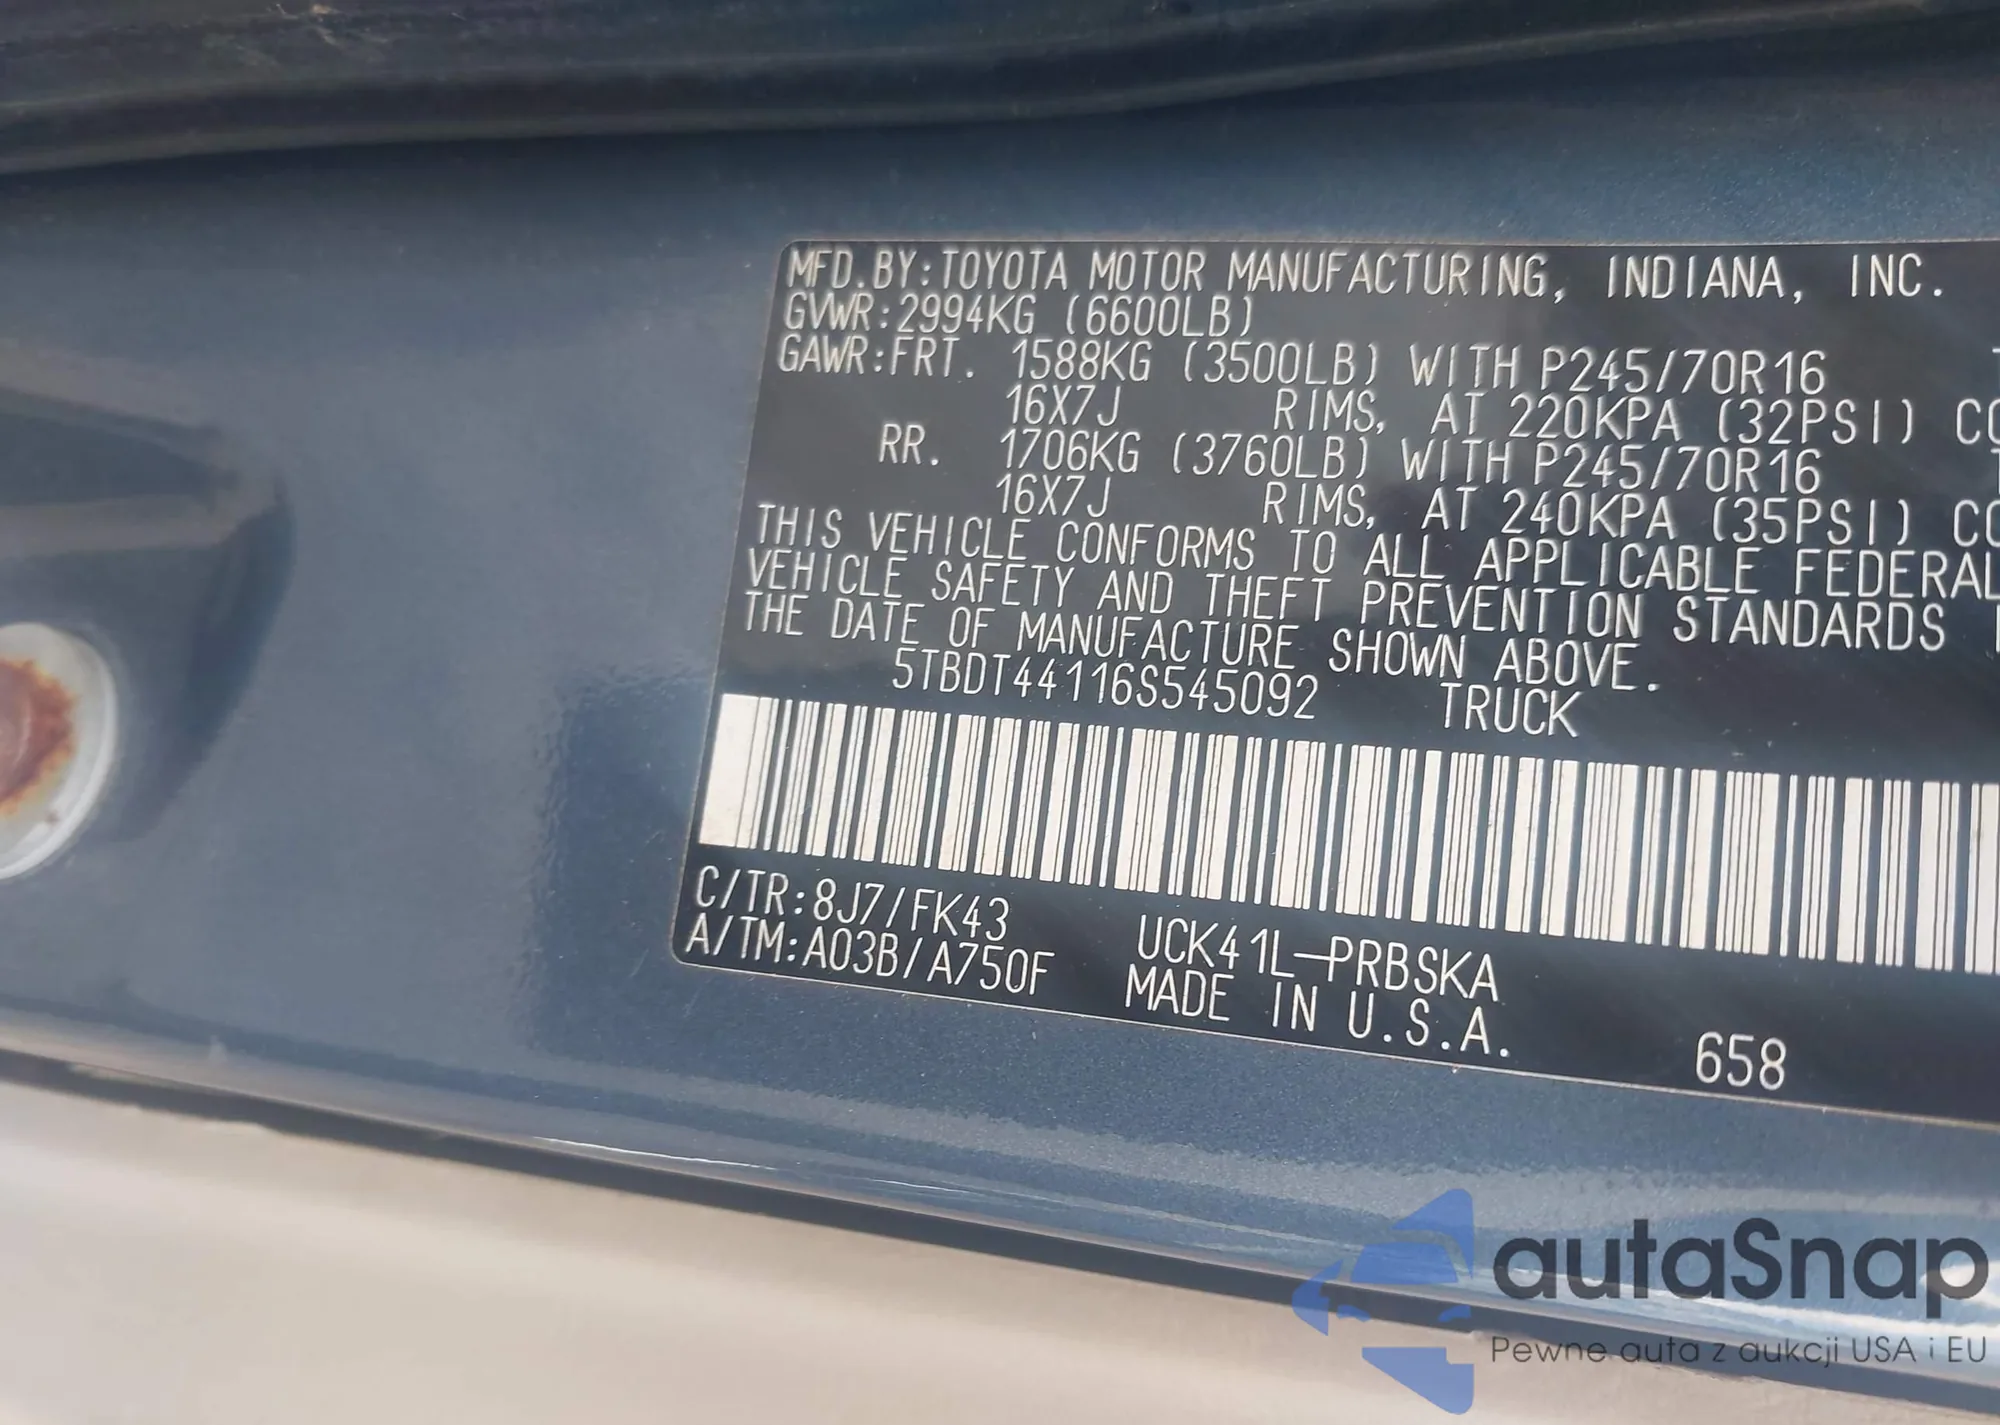 MFD.BY:TOYOTA MOTOR MANUFACTURING, INDIANA, INC.
GVWR:2994KG (6600LB)
GAWR:FRT. 1588KG (3500LB) WITH P245/70R16
16X7J RIMS, AT 220KPA (32PSI)
RR. 1706KG (3760LB) WITH P245/70R16
16X7J RIMS, AT 240KPA (35PSI)
THIS VEHICLE CONFORMS TO ALL APPLICABLE FEDERAL
VEHICLE SAFETY AND THEFT PREVENTION STANDARDS
THE DATE OF MANUFACTURE SHOWN ABOVE.
5TBDT44116S545092 TRUCK
C/TR:8J7/FK43 UCK41L-PRBSKA
A/TM:A03B/A750F MADE IN U.S.A.
658
autaSnap
Pewne auta z aukcji USA i EU